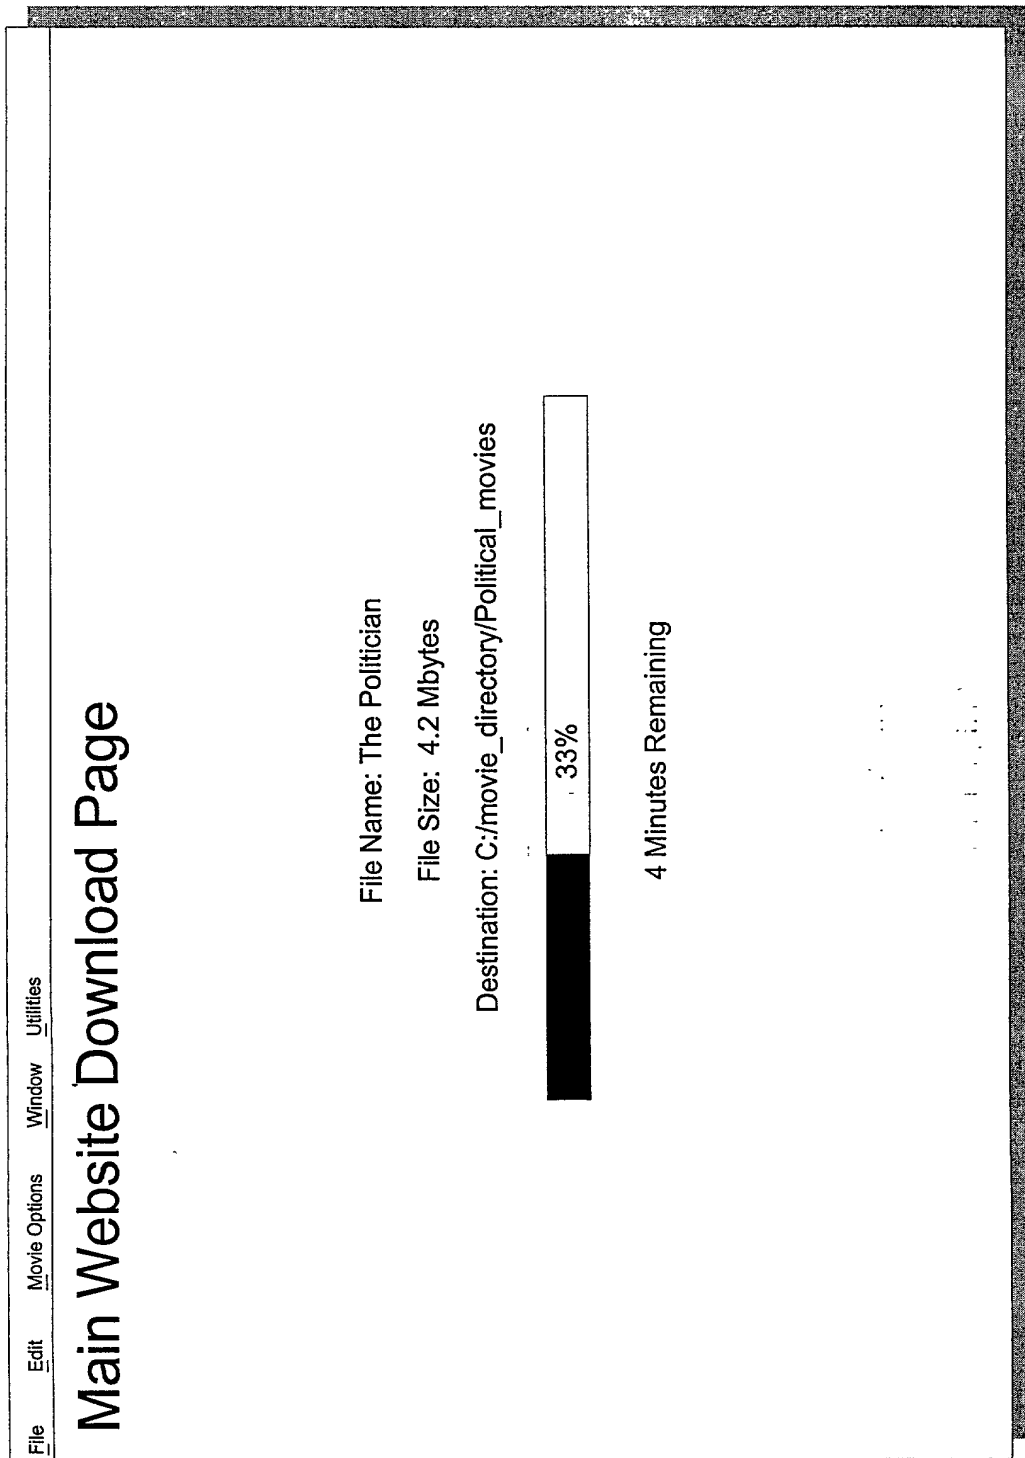 File Edit Movie Options Window Utilities
Main Website Download Page
File Name: The Politician
File Size: 4.2 Mbytes
Destination: C:/movie_directory/Political_movies
33%
4 Minutes Remaining